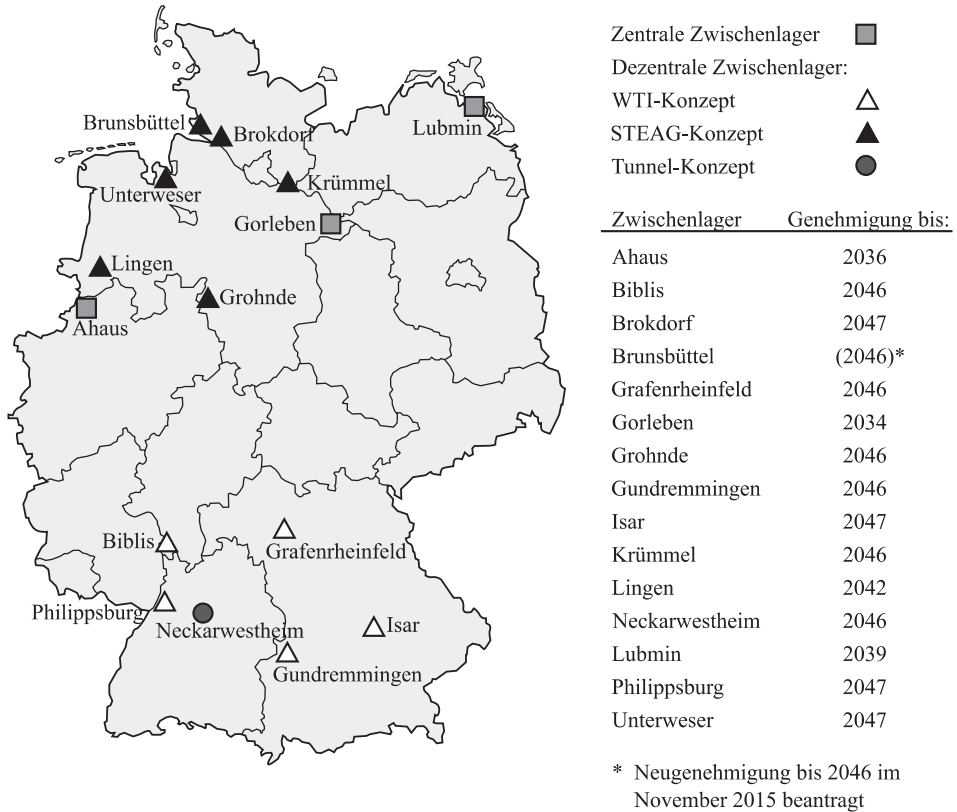 Brunsbüttel
Brokdorf
Lubmin
Unterweser
Krümmel
Gorleben
Lingen
Grohnde
Ahaus
Biblis
Grafenrheinfeld
Philippsburg
Neckarwestheim
Isar
Gundremmingen
Zentrale Zwischenlager
Dezentrale Zwischenlager:
WTI-Konzept
STEAG-Konzept
Tunnel-Konzept
Zwischenlager Genehmigung bis:
Ahaus 2036
Biblis 2046
Brokdorf 2047
Brunsbüttel (2046)*
Grafenrheinfeld 2046
Gorleben 2034
Grohnde 2046
Gundremmingen 2046
Isar 2047
Krümmel 2046
Lingen 2042
Neckarwestheim 2046
Lubmin 2039
Philippsburg 2047
Unterweser 2047
* Neugenehmigung bis 2046 im
November 2015 beantragt